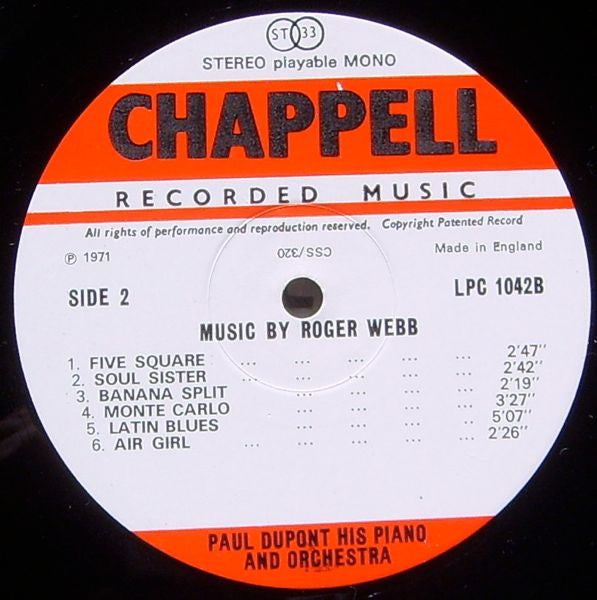 ST 33
STEREO playable MONO
CHAPPELL
RECORDED MUSIC
All rights of performance and reproduction reserved. Copyright Patented Record
℗ 1971
CSS/320
Made in England
SIDE 2
LPC 1042B
MUSIC BY ROGER WEBB
1. FIVE SQUARE ... ... ... ... ... 2'47"
2. SOUL SISTER ... ... ... ... ... 2'42"
3. BANANA SPLIT ... ... ... ... 2'19"
4. MONTE CARLO ... ... ... ... 3'27"
5. LATIN BLUES ... ... ... .. 5'07"
6. AIR GIRL ... ... ... ... ... 2'26"
PAUL DUPONT HIS PIANO
AND ORCHESTRA